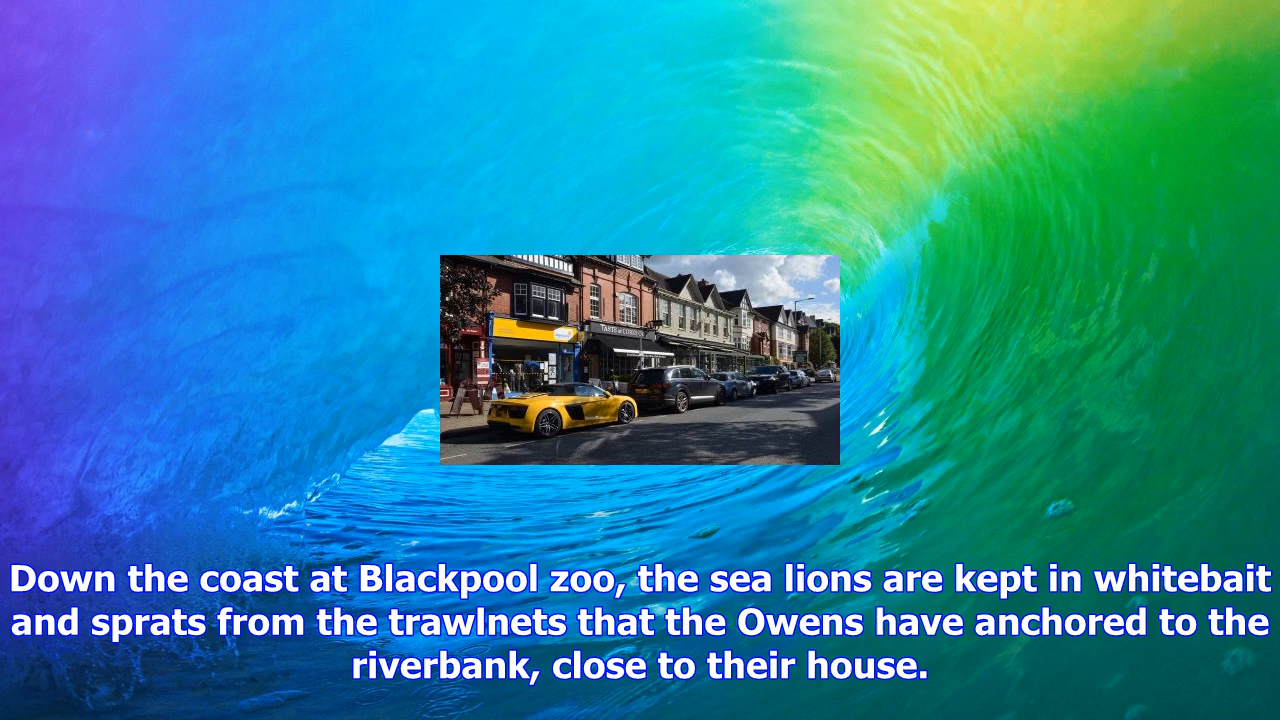 TASTE
Down the coast at Blackpool zoo, the sea lions are kept in whitebait
and sprats from the trawlnets that the Owens have anchored to the
riverbank, close to their house.